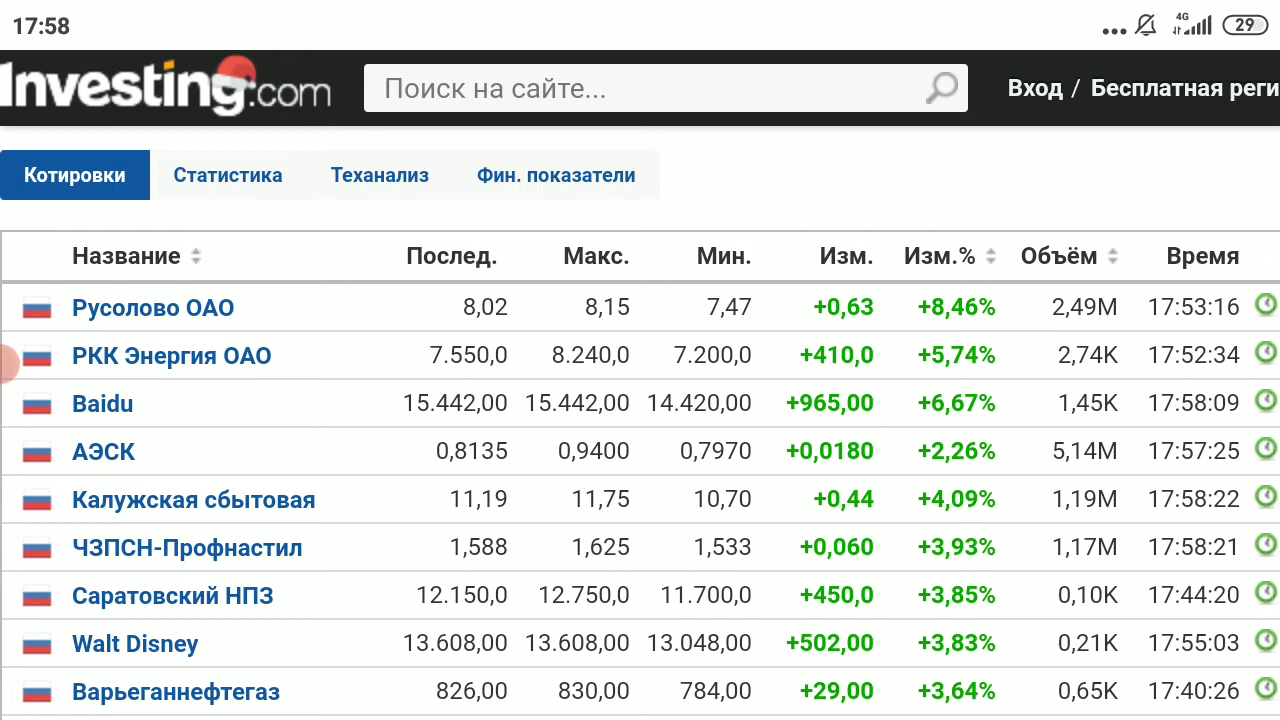 17:58 ... 4G 29
Investing.com Поиск на сайте... Вход / Бесплатная реги
Котировки Статистика Теханализ Фин. показатели
Название Послед. Макс. Мин. Изм. Изм.% Объём Время
Русолово ОАО 8,02 8,15 7,47 +0,63 +8,46% 2,49M 17:53:16
РКК Энергия ОАО 7.550,0 8.240,0 7.200,0 +410,0 +5,74% 2,74K 17:52:34
Baidu 15.442,00 15.442,00 14.420,00 +965,00 +6,67% 1,45K 17:58:09
АЭСК 0,8135 0,9400 0,7970 +0,0180 +2,26% 5,14M 17:57:25
Калужская сбытовая 11,19 11,75 10,70 +0,44 +4,09% 1,19M 17:58:22
ЧЗПСН-Профнастил 1,588 1,625 1,533 +0,060 +3,93% 1,17M 17:58:21
Саратовский НПЗ 12.150,0 12.750,0 11.700,0 +450,0 +3,85% 0,10K 17:44:20
Walt Disney 13.608,00 13.608,00 13.048,00 +502,00 +3,83% 0,21K 17:55:03
Варьеганнефтегаз 826,00 830,00 784,00 +29,00 +3,64% 0,65K 17:40:26